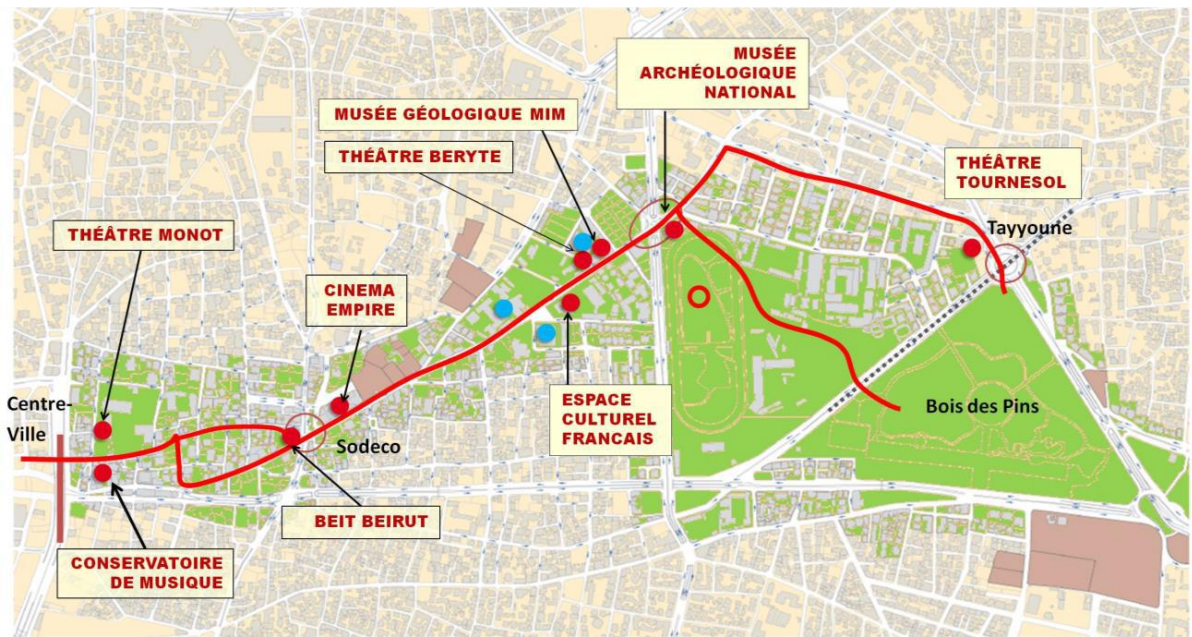 MUSÉE
ARCHÉOLOGIQUE
NATIONAL
MUSÉE GÉOLOGIQUE MIM
THÉÂTRE BERYTE
THÉÂTRE
TOURNESOL
Tayyoune
THÉÂTRE MONOT
CINEMA
EMPIRE
Centre-
Ville
ESPACE
CULTUREL
FRANCAIS
Bois des Pins
Sodeco
BEIT BEIRUT
CONSERVATOIRE
DE MUSIQUE